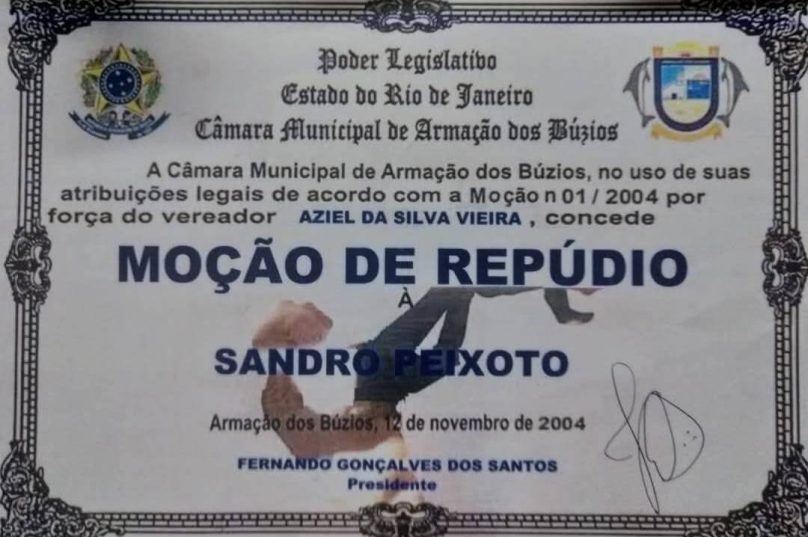 Poder Legislativo
Estado do Rio de Janeiro
Câmara Municipal de Armação dos Búzios
A Câmara Municipal de Armação dos Búzios, no uso de suas
atribuições legais de acordo com a Moção n 01 / 2004 por
força do vereador AZIEL DA SILVA VIEIRA , concede
MOÇÃO DE REPÚDIO
À
SANDRO PEIXOTO
Armação dos Búzios, 12 de novembro de 2004
FERNANDO GONÇALVES DOS SANTOS
Presidente